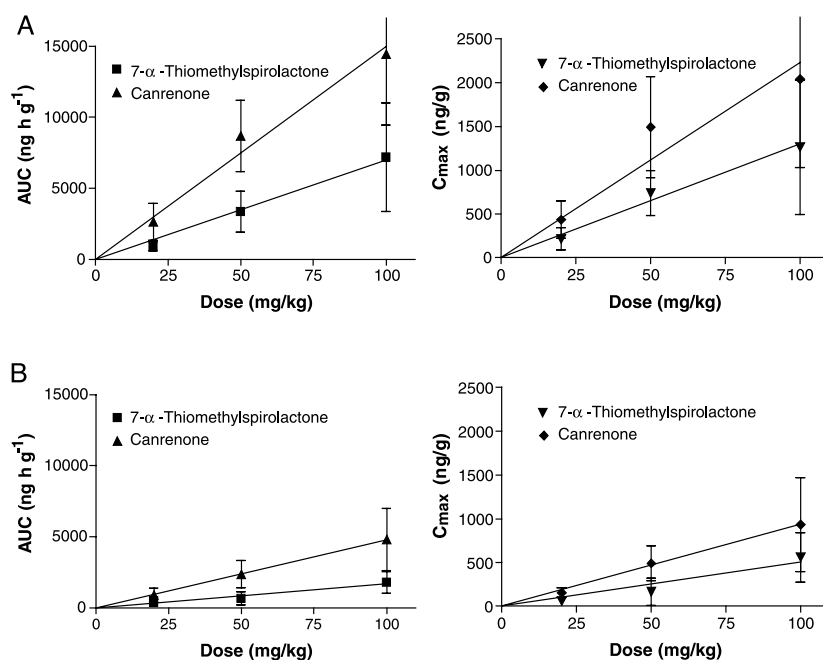 A
AUC (ng h g⁻¹)
15000
10000
5000
0
7-α -Thiomethylspirolactone
Canrenone
0 25 50 75 100
Dose (mg/kg)
Cmax (ng/g)
2500
2000
1500
1000
500
0
7-α -Thiomethylspirolactone
Canrenone
0 25 50 75 100
Dose (mg/kg)
B
AUC (ng h g⁻¹)
15000
10000
5000
0
7-α -Thiomethylspirolactone
Canrenone
0 25 50 75 100
Dose (mg/kg)
Cmax (ng/g)
2500
2000
1500
1000
500
0
7-α -Thiomethylspirolactone
Canrenone
0 25 50 75 100
Dose (mg/kg)